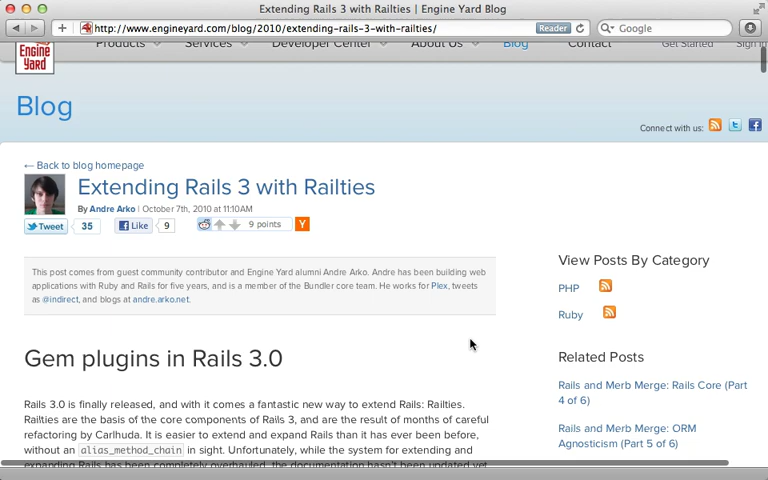 Extending Rails 3 with Railties | Engine Yard Blog
http://www.engineyard.com/blog/2010/extending-rails-3-with-railties/
Reader
Google
Engine Yard
Products
Services
Developer Center
About Us
Blog
Contact
Get Started
Sign i
Blog
Connect with us:
← Back to blog homepage
Extending Rails 3 with Railties
By Andre Arko | October 7th, 2010 at 11:10AM
Tweet 35 Like 9 9 points Y
This post comes from guest community contributor and Engine Yard alumni Andre Arko. Andre has been building web
applications with Ruby and Rails for five years, and is a member of the Bundler core team. He works for Plex, tweets
as @indirect, and blogs at andre.arko.net.
View Posts By Category
PHP
Ruby
Related Posts
Rails and Merb Merge: Rails Core (Part
4 of 6)
Rails and Merb Merge: ORM
Agnosticism (Part 5 of 6)
Gem plugins in Rails 3.0
Rails 3.0 is finally released, and with it comes a fantastic new way to extend Rails: Railties.
Railties are the basis of the core components of Rails 3, and are the result of months of careful
refactoring by Carlhuda. It is easier to extend and expand Rails than it has ever been before,
without an alias_method_chain in sight. Unfortunately, while the system for extending and
expanding Rails has been completely overhauled, the documentation hasn't been updated yet.